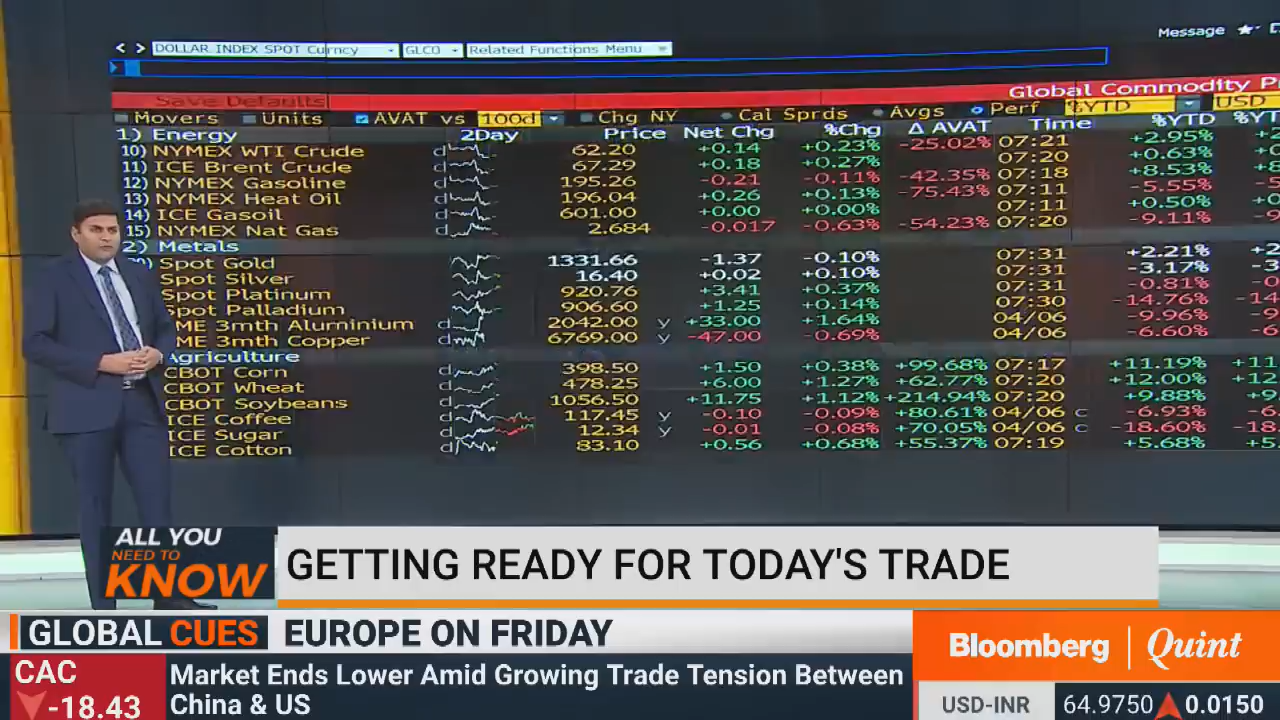 Message
< > DOLLAR INDEX SPOT Curncy GLCO Related Functions Menu
Save Defaults Global Commodity
Movers Units AVAT vs 100d Chg NY Cal Sprds Avgs Perf %YTD USD
2Day Price Net Chg %Chg Δ AVAT Time %YTD
1) Energy
10) NYMEX WTI Crude d 62.20 +0.14 +0.23% -25.02% 07:21 +2.95%
11) ICE Brent Crude d 67.29 +0.18 +0.27% 07:20 +0.63%
12) NYMEX Gasoline d 195.26 -0.21 -0.11% -42.35% 07:18 +8.53%
13) NYMEX Heat Oil d 196.04 +0.26 +0.13% -75.43% 07:11 -5.55%
14) ICE Gasoil d 601.00 +0.00 +0.00% 07:11 +0.50%
15) NYMEX Nat Gas d 2.684 -0.017 -0.63% -54.23% 07:20 -9.11%
2) Metals
Spot Gold 1331.66 -1.37 -0.10% 07:31 +2.21%
Spot Silver 16.40 +0.02 +0.10% 07:31 -3.17%
Spot Platinum 920.76 +3.41 +0.37% 07:31 -0.81%
Spot Palladium 906.60 +1.25 +0.14% 07:30 -14.76%
ME 3mth Aluminium d 2042.00 y +33.00 +1.64% 04/06 -9.96%
ME 3mth Copper d 6769.00 y -47.00 -0.69% 04/06 -6.60%
Agriculture
CBOT Corn d 398.50 +1.50 +0.38% +99.68% 07:17 +11.19%
CBOT Wheat d 478.25 +6.00 +1.27% +62.77% 07:20 +12.00%
CBOT Soybeans d 1056.50 +11.75 +1.12% +214.94% 07:20 +9.88%
ICE Coffee d 117.45 y -0.10 -0.09% +80.61% 04/06 c -6.93%
ICE Sugar d 12.34 y -0.01 -0.08% +70.05% 04/06 c -18.60%
ICE Cotton d 83.10 +0.56 +0.68% +55.37% 07:19 +5.68%
ALL YOU
NEED TO
KNOW
GETTING READY FOR TODAY'S TRADE
GLOBAL CUES EUROPE ON FRIDAY
CAC
-18.43
Market Ends Lower Amid Growing Trade Tension Between
China & US
Bloomberg | Quint
USD-INR 64.9750 0.0150